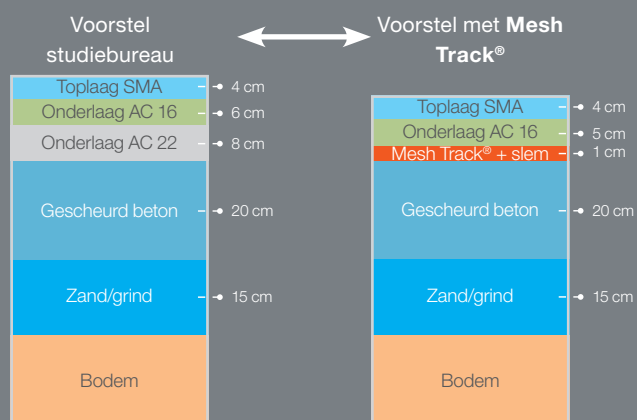 Voorstel
studiebureau
Toplaag SMA
4 cm
Onderlaag AC 16
6 cm
Onderlaag AC 22
8 cm
Gescheurd beton
20 cm
Zand/grind
15 cm
Bodem
Voorstel met Mesh
Track®
Toplaag SMA
4 cm
Onderlaag AC 16
5 cm
Mesh Track® + slem
1 cm
Gescheurd beton
20 cm
Zand/grind
15 cm
Bodem